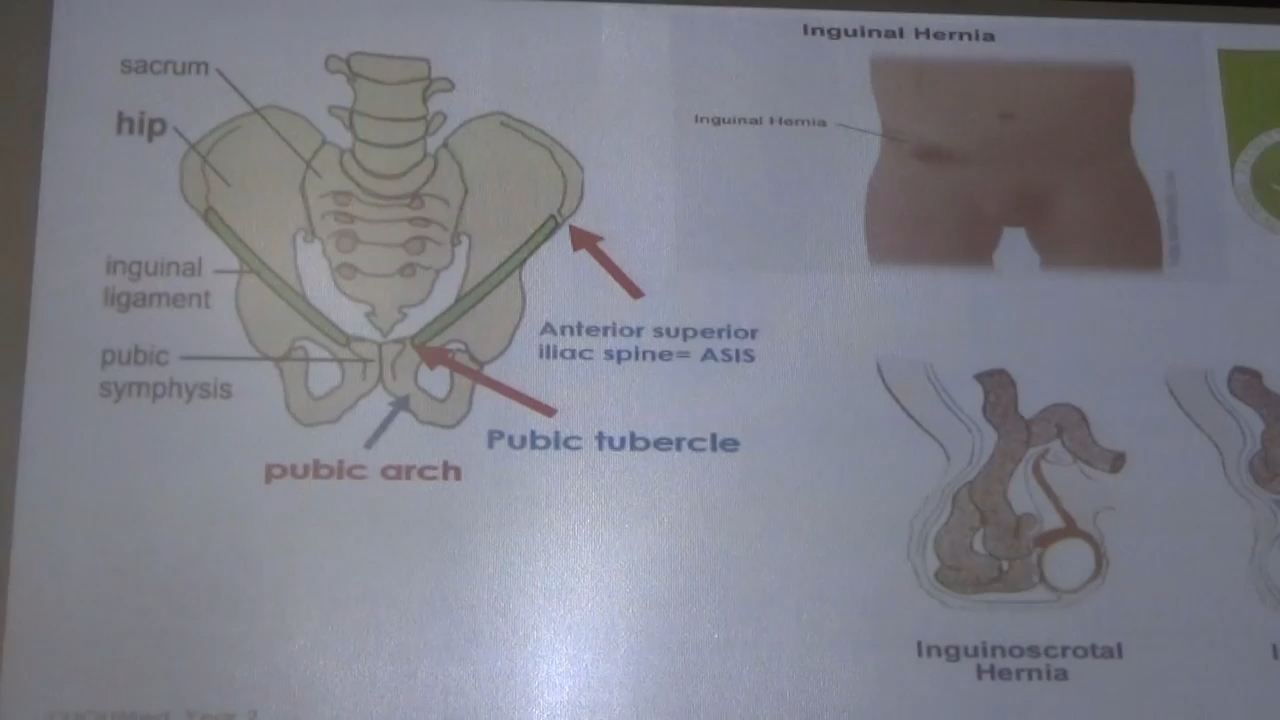 Inguinal Hernia
sacrum
hip
Inguinal Hernia
inguinal
ligament
Anterior superior
iliac spine= ASIS
pubic
symphysis
Pubic tubercle
pubic arch
Inguinoscrotal
Hernia